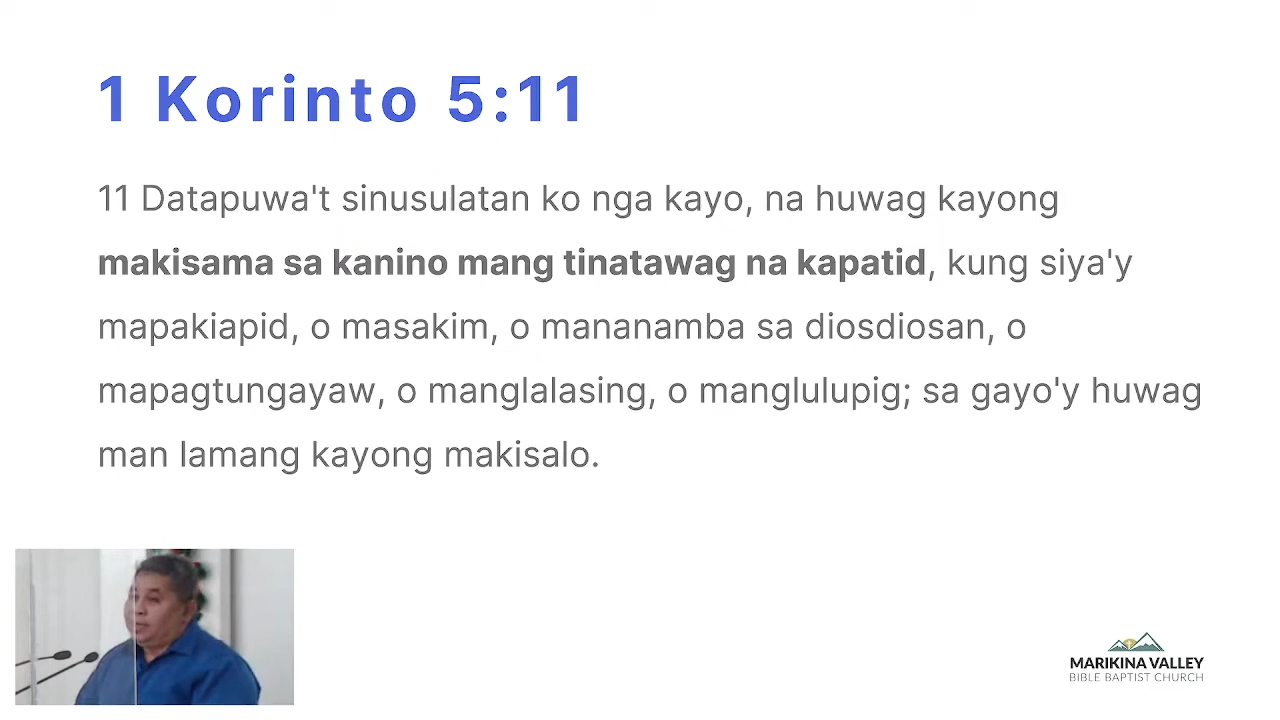 1 Korinto 5:11
11 Datapuwa't sinusulatan ko nga kayo, na huwag kayong
makisama sa kanino mang tinatawag na kapatid, kung siya'y
mapakiapid, o masakim, o mananamba sa diosdiosan, o
mapagtungayaw, o manglalasing, o manglulupig; sa gayo'y huwag
man lamang kayong makisalo.
MARIKINA VALLEY
BIBLE BAPTIST CHURCH